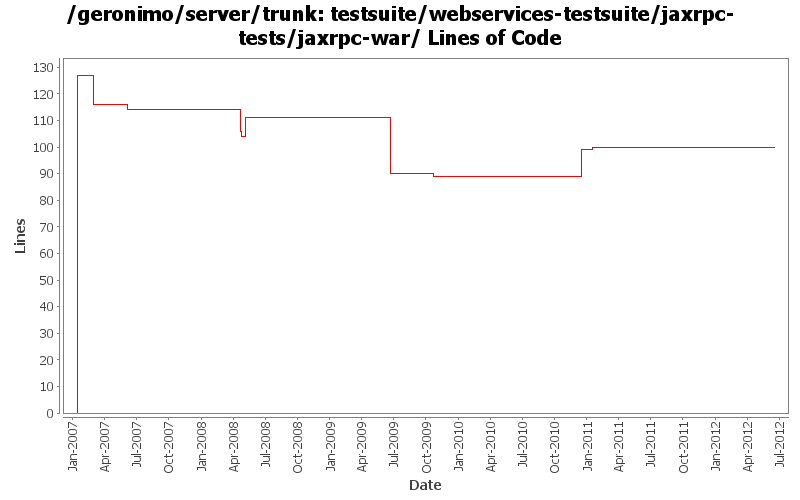 /geronimo/server/trunk: testsuite/webservices-testsuite/jaxrpc-
tests/jaxrpc-war/ Lines of Code
130
120
110
100
90
80
70
60
50
40
30
20
10
0
Lines
Jan-2007
Apr-2007
Jul-2007
Oct-2007
Jan-2008
Apr-2008
Jul-2008
Oct-2008
Jan-2009
Apr-2009
Jul-2009
Oct-2009
Jan-2010
Apr-2010
Jul-2010
Oct-2010
Jan-2011
Apr-2011
Jul-2011
Oct-2011
Jan-2012
Apr-2012
Jul-2012
Date